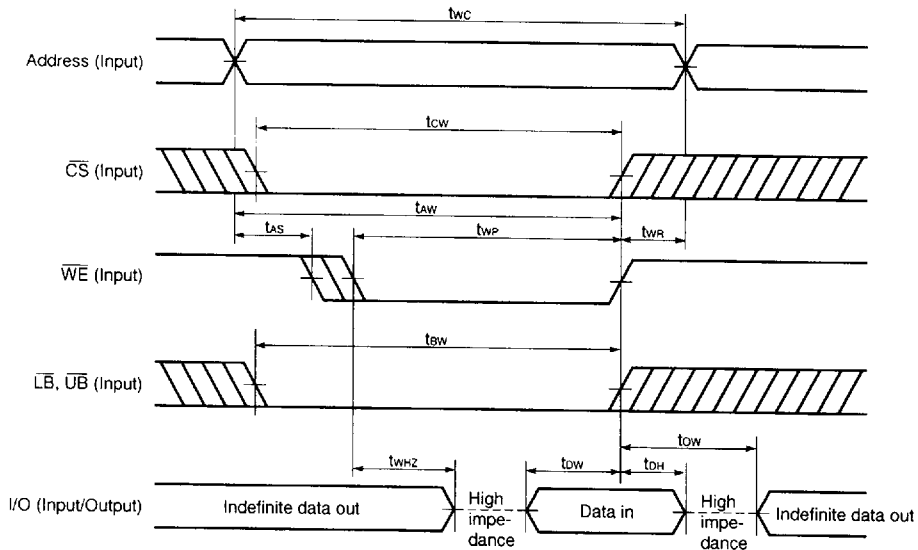 tWC
Address (Input)
tCW
CS (Input)
tAW
tAS
tWP
tWR
WE (Input)
tBW
LB, UB (Input)
tOW
tWHZ
tDW
tDH
I/O (Input/Output)
Indefinite data out
High
impe-
dance
Data in
High
impe-
dance
Indefinite data out